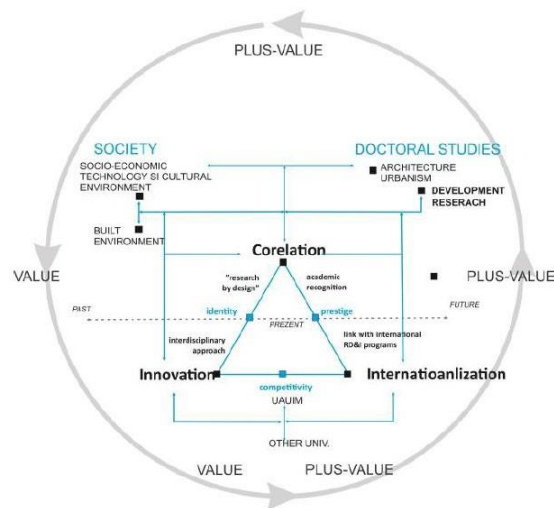 PLUS-VALUE
SOCIETY
DOCTORAL STUDIES
SOCIO-ECONOMIC
TECHNOLOGY SI CULTURAL
ENVIRONMENT
ARCHITECTURE
URBANISM
DEVELOPMENT
RESERACH
BUILT
ENVIRONMENT
Corelation
"research
by design"
academic
recognition
VALUE
PLUS-VALUE
PAST
identity
prestige
FUTURE
PREZENT
interdisciplinary
approach
link with international
RD&I programs
Innovation
Internatioanlization
competitivity
UAUIM
OTHER UNIV.
VALUE
PLUS-VALUE